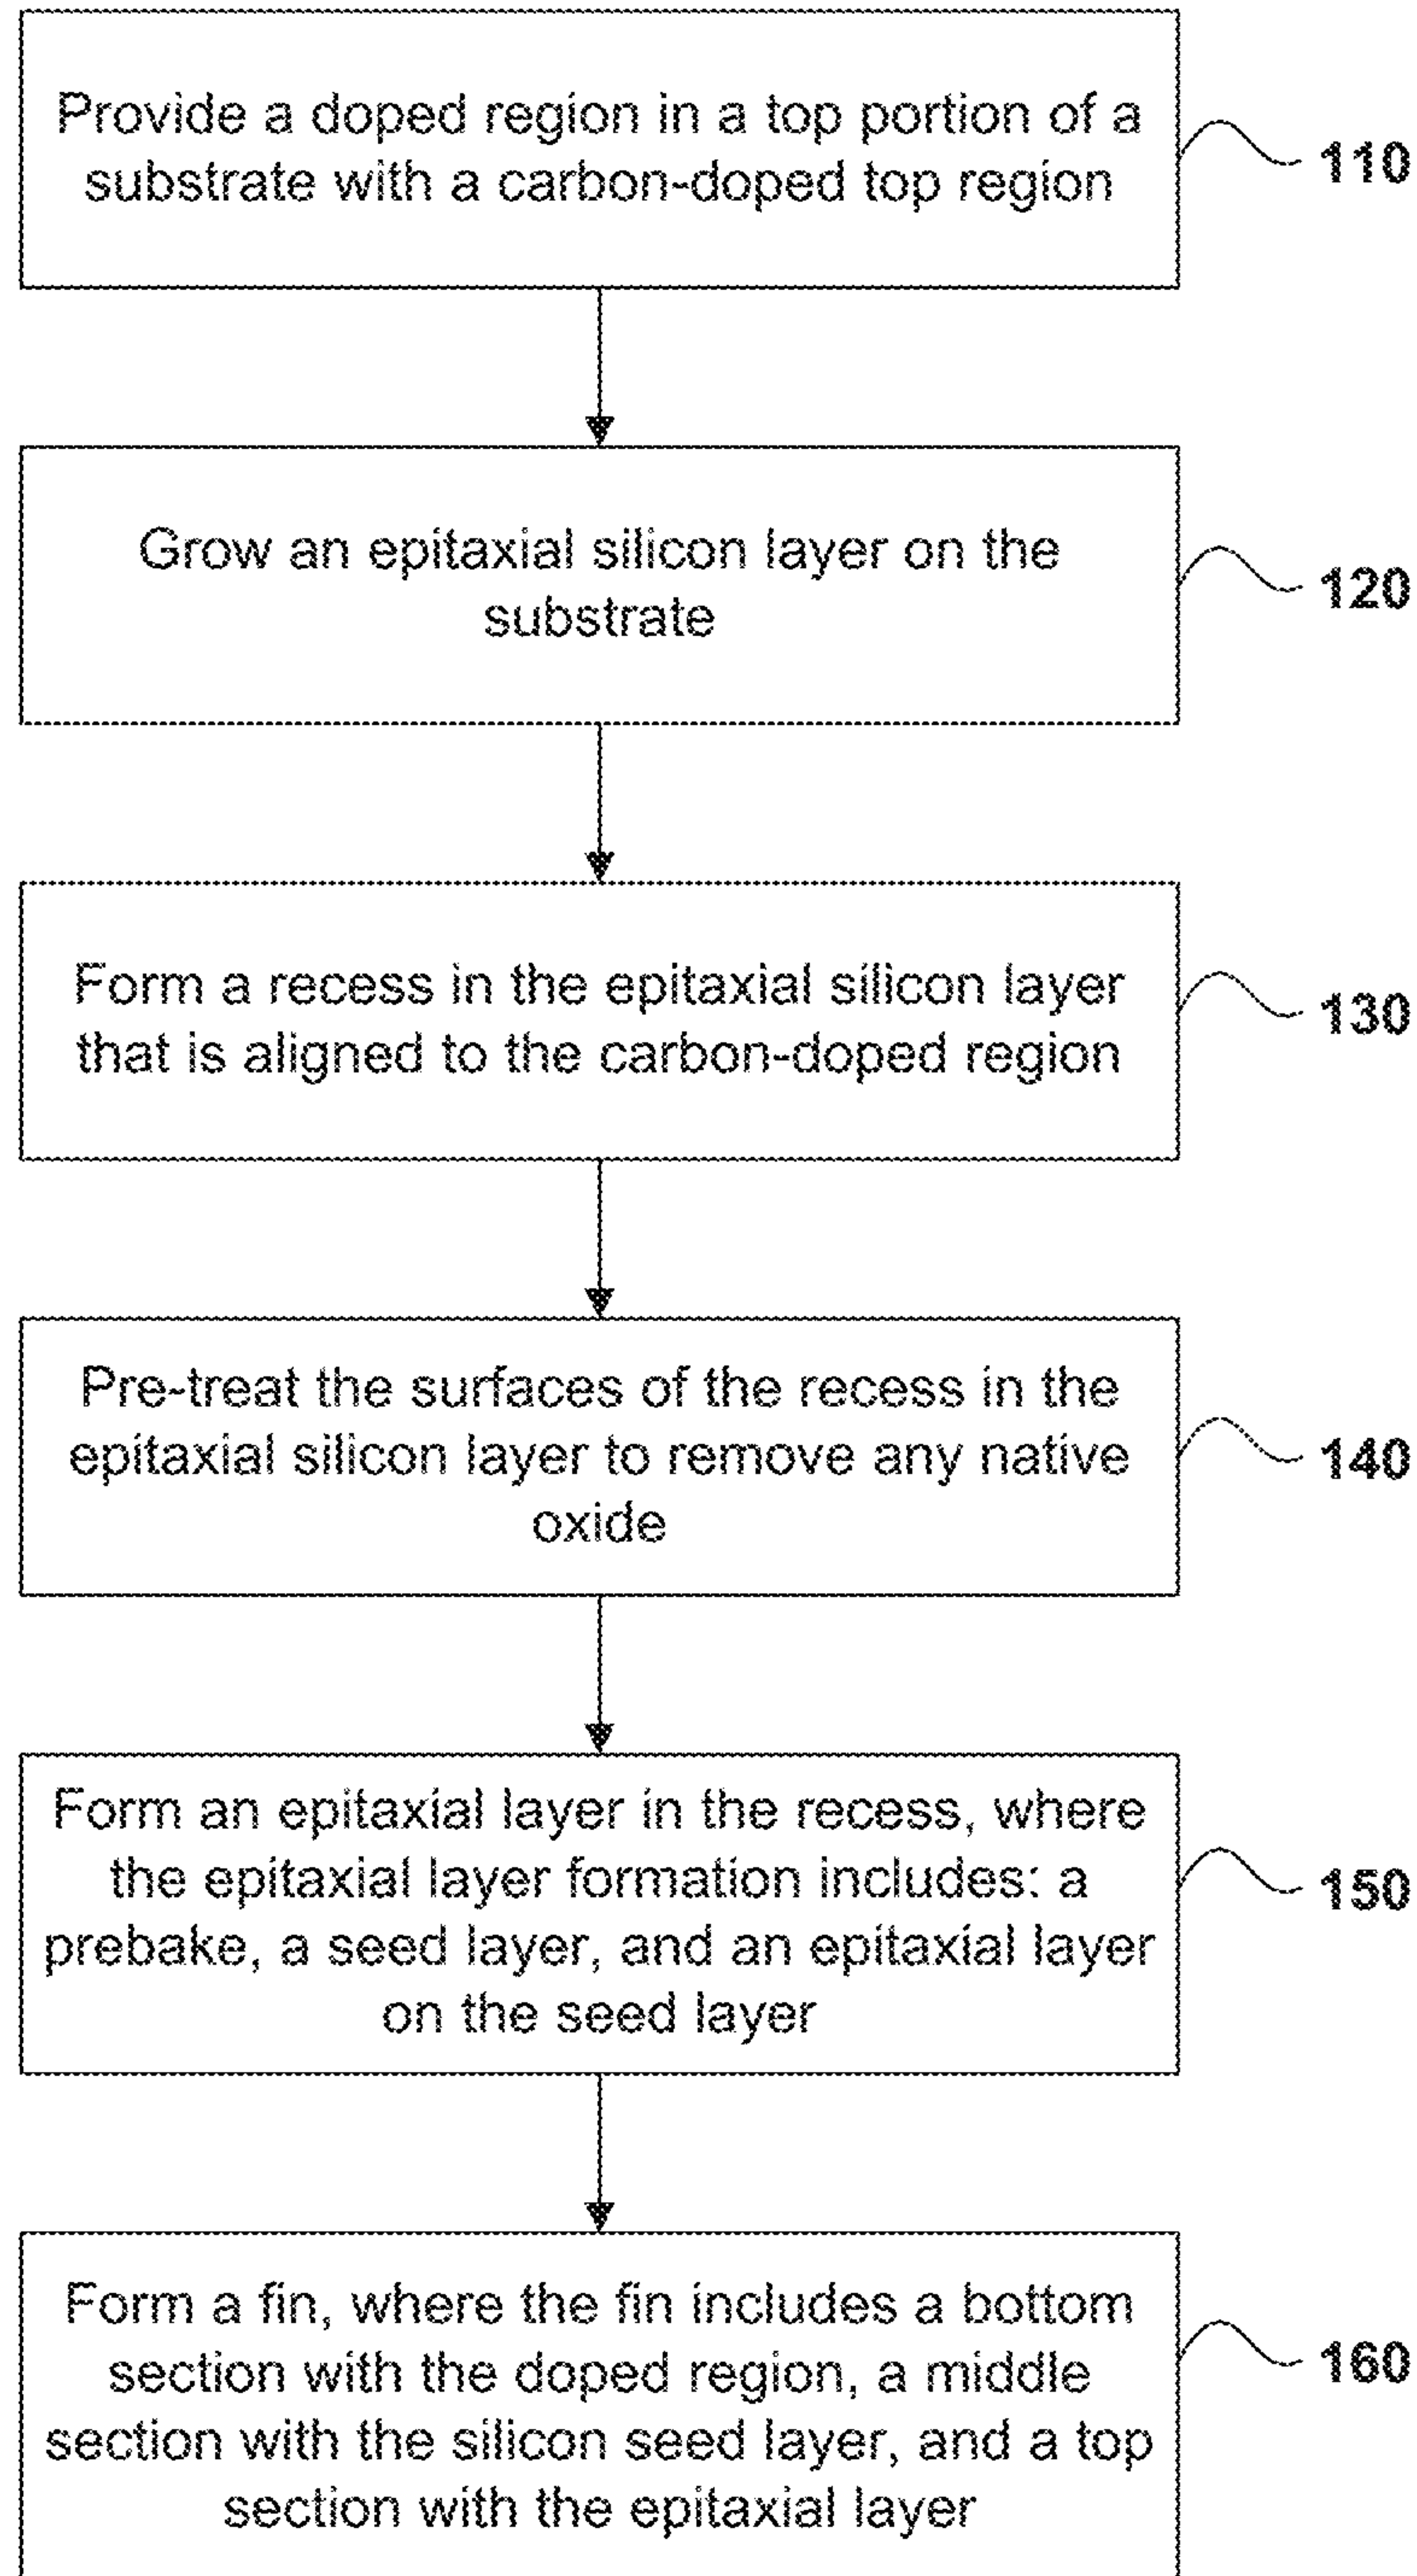 Provide a doped region in a top portion of a
substrate with a carbon-doped top region
110
Grow an epitaxial silicon layer on the
substrate
120
Form a recess in the epitaxial silicon layer
that is aligned to the carbon-doped region
130
Pre-treat the surfaces of the recess in the
epitaxial silicon layer to remove any native
oxide
140
Form an epitaxial layer in the recess, where
the epitaxial layer formation includes: a
prebake, a seed layer, and an epitaxial layer
on the seed layer
150
Form a fin, where the fin includes a bottom
section with the doped region, a middle
section with the silicon seed layer, and a top
section with the epitaxial layer
160